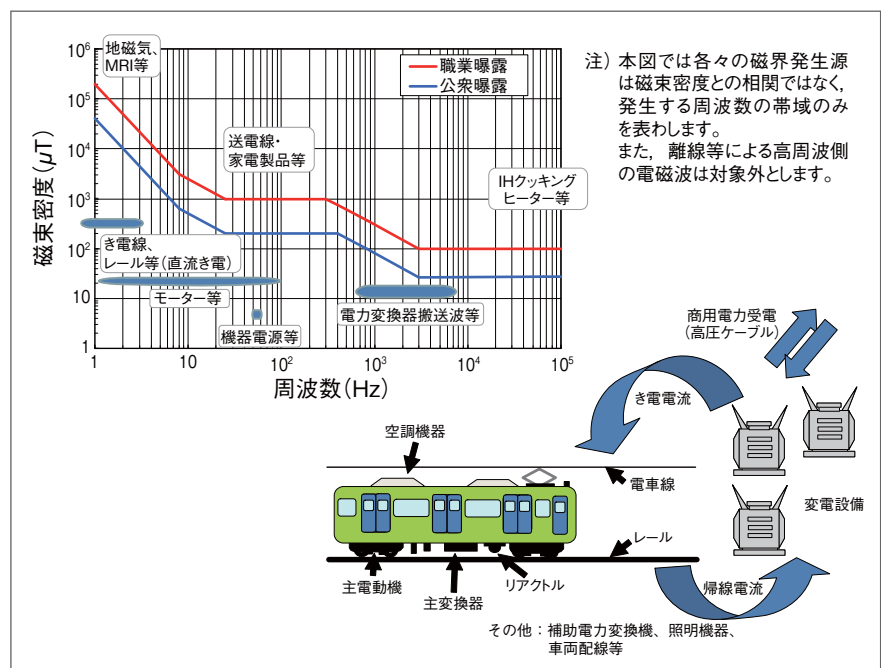 10⁶
10⁵
10⁴
10³
10²
10
1
磁束密度(μT)
地磁気、
MRI等
職業曝露
公衆曝露
送電線・
家電製品等
IHクッキング
ヒーター等
き電線、
レール等(直流き電)
モーター等
機器電源等
電力変換器搬送波等
1
10
10²
10³
10⁴
10⁵
周波数(Hz)
注) 本図では各々の磁界発生源
は磁束密度との相関ではなく,
発生する周波数の帯域のみ
を表わします。
また, 離線等による高周波側
の電磁波は対象外とします。
商用電力受電
(高圧ケーブル)
き電電流
空調機器
電車線
変電設備
レール
主電動機
主変換器
リアクトル
帰線電流
その他：補助電力変換機、照明機器、
車両配線等